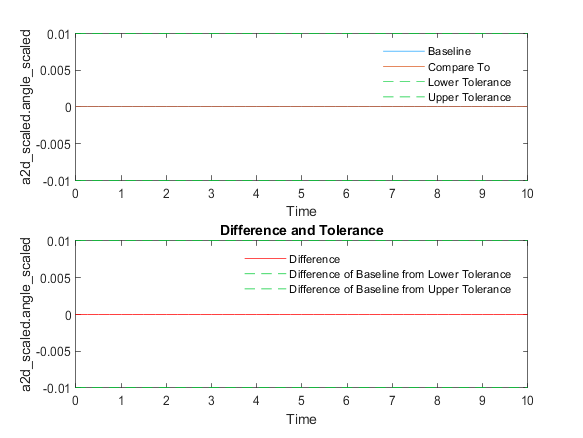 a2d_scaled.angle_scaled
0.01
0.005
0
-0.005
-0.01
Baseline
Compare To
Lower Tolerance
Upper Tolerance
0 1 2 3 4 5 6 7 8 9 10
Time
Difference and Tolerance
a2d_scaled.angle_scaled
0.01
0.005
0
-0.005
-0.01
Difference
Difference of Baseline from Lower Tolerance
Difference of Baseline from Upper Tolerance
0 1 2 3 4 5 6 7 8 9 10
Time